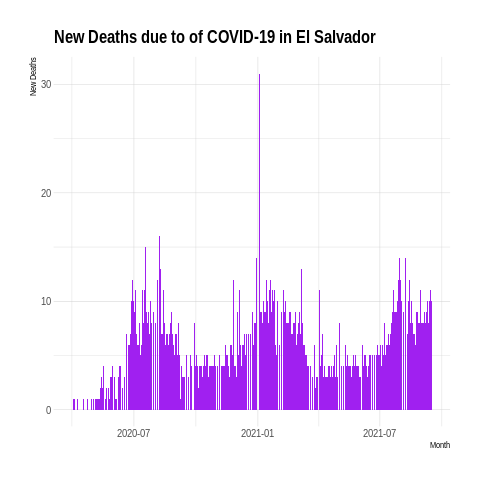 New Deaths due to of COVID-19 in El Salvador
New Deaths
30
20
10
0
2020-07
2021-01
2021-07
Month